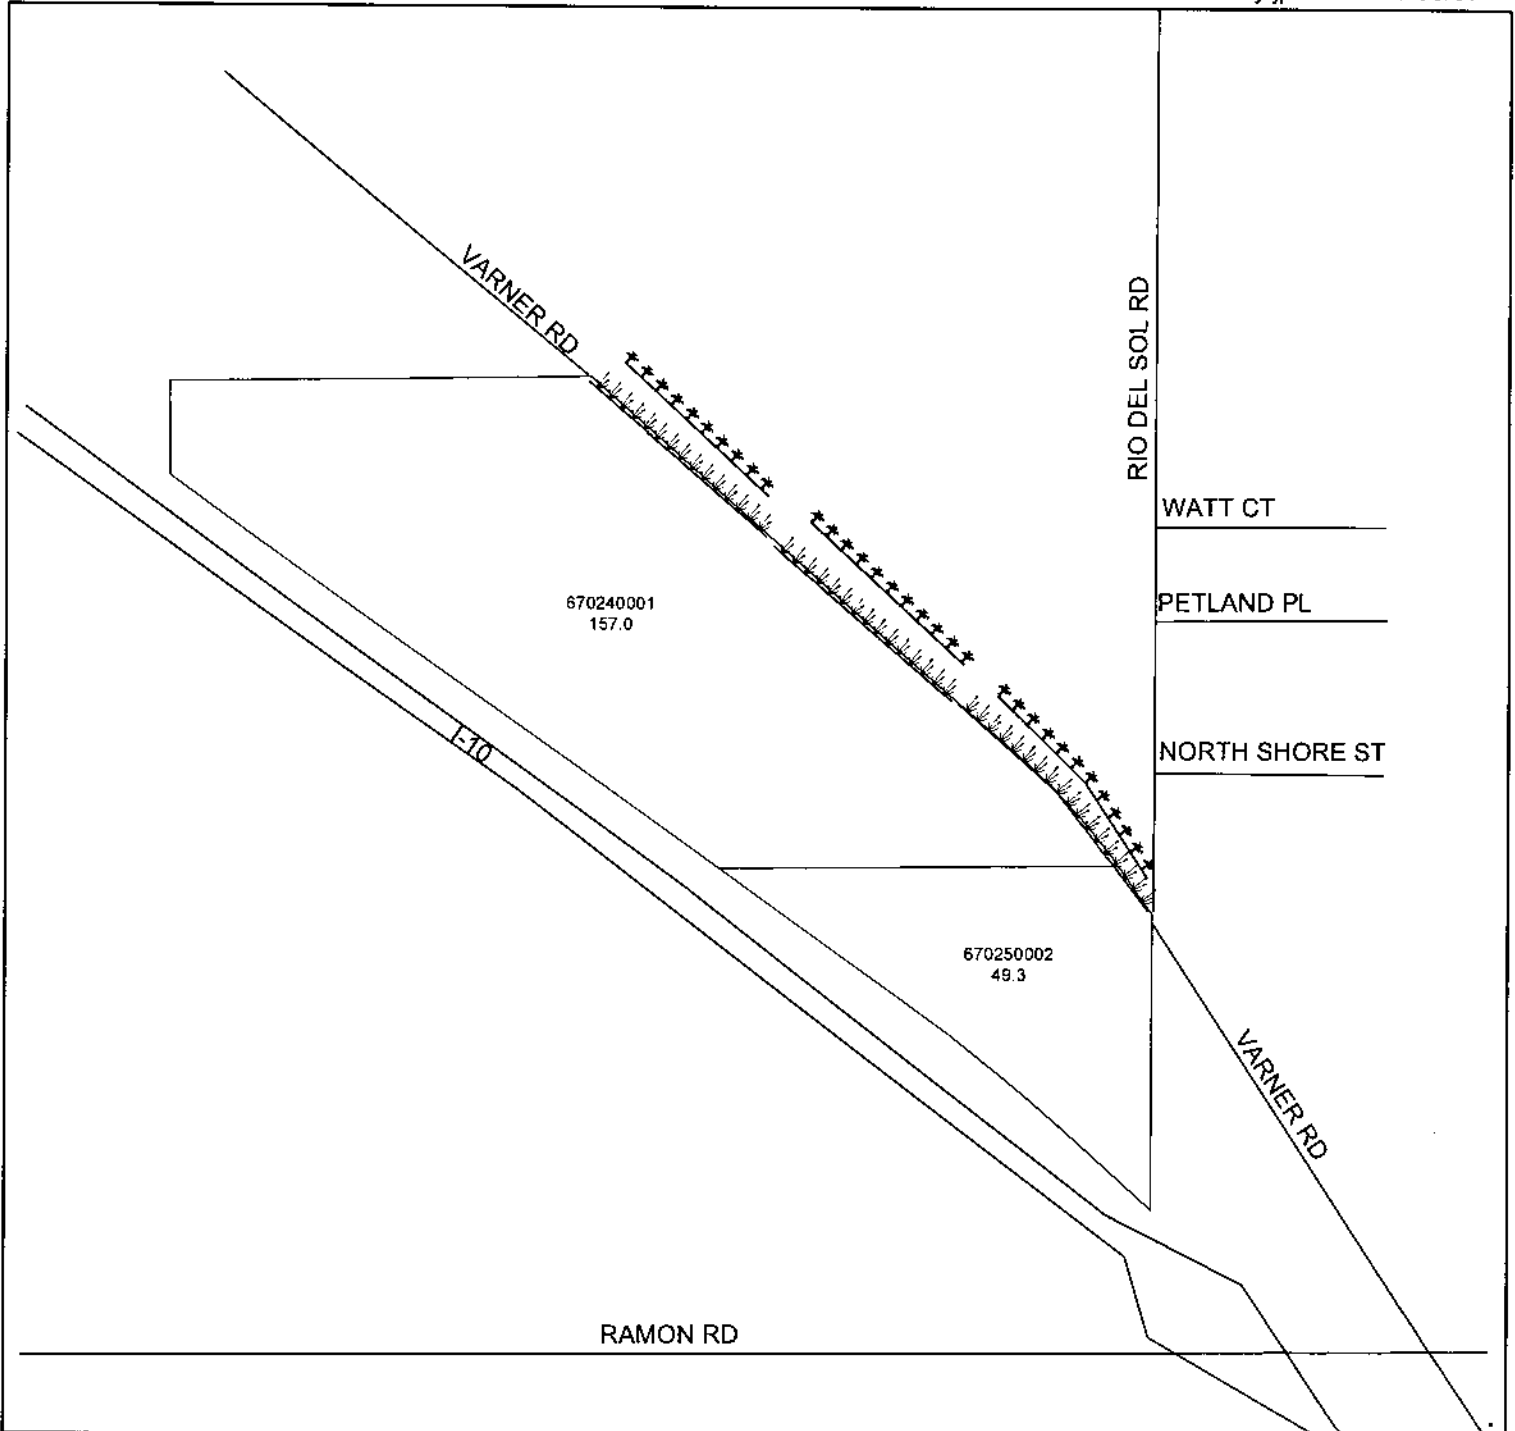 VARNER RD
RIO DEL SOL RD
WATT CT
PETLAND PL
670240001
157.0
I-10
NORTH SHORE ST
670250002
49.3
VARNER RD
RAMON RD